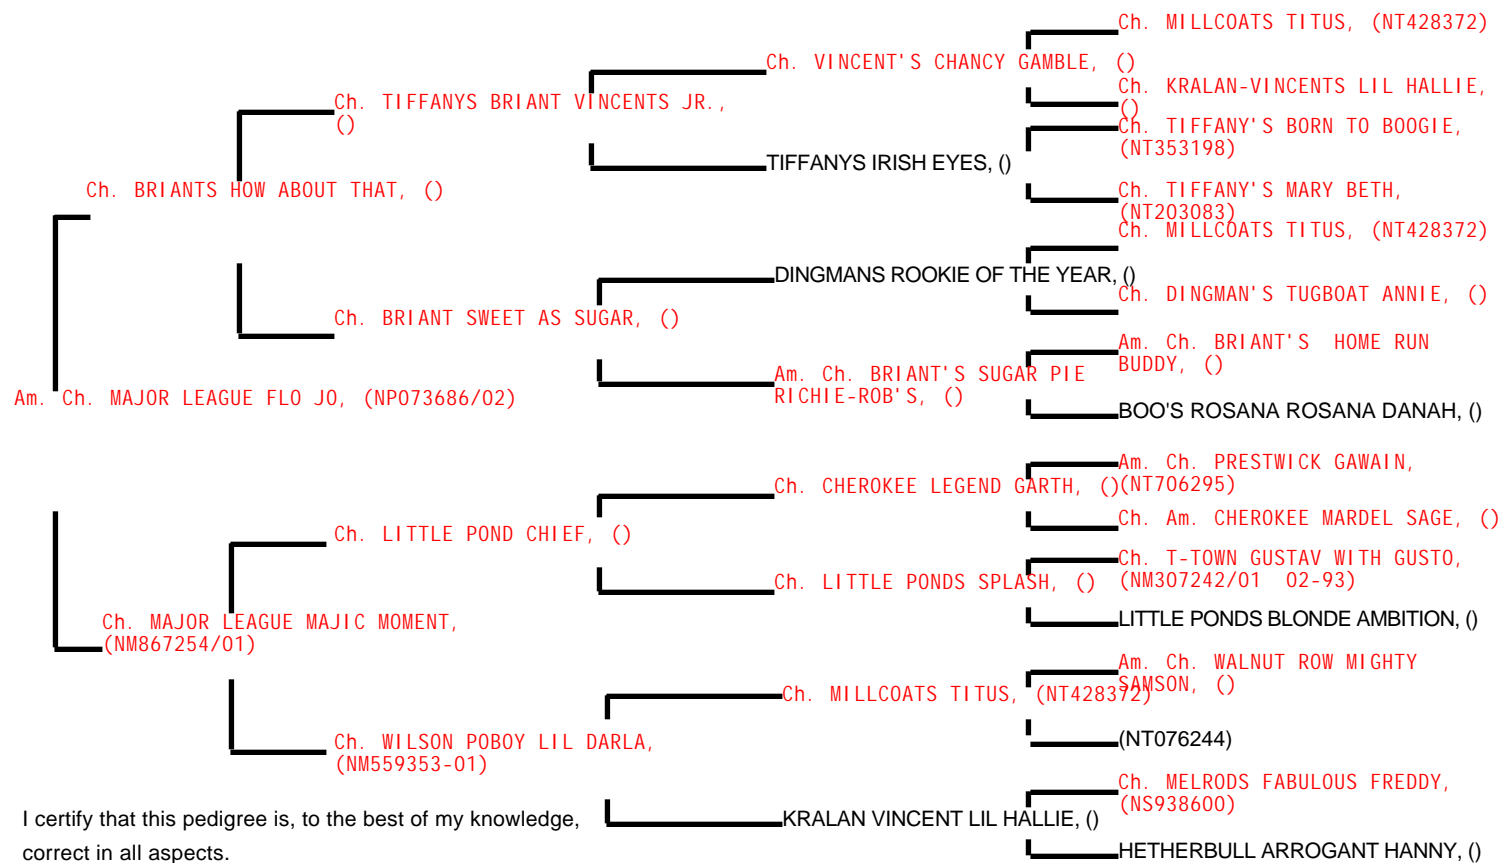 Ch. MILLCOATS TITUS, (NT428372)
Ch. VINCENT'S CHANCY GAMBLE, ()
Ch. KRALAN-VINCENTS LIL HALLIE,
()
Ch. TIFFANYS BRIANT VINCENTS JR.,
()
Ch. TIFFANY'S BORN TO BOOGIE,
(NT353198)
TIFFANYS IRISH EYES, ()
Ch. TIFFANY'S MARY BETH,
(NT203083)
Ch. BRIANTS HOW ABOUT THAT, ()
Ch. MILLCOATS TITUS, (NT428372)
DINGMANS ROOKIE OF THE YEAR, ()
Ch. DINGMAN'S TUGBOAT ANNIE, ()
Ch. BRIANT SWEET AS SUGAR, ()
Am. Ch. BRIANT'S  HOME RUN
BUDDY, ()
Am. Ch. BRIANT'S SUGAR PIE
RICHIE-ROB'S, ()
BOO'S ROSANA ROSANA DANAH, ()
Am. Ch. MAJOR LEAGUE FLO JO, (NP073686/02)
Am. Ch. PRESTWICK GAWAIN,
(NT706295)
Ch. CHEROKEE LEGEND GARTH, ()
Ch. Am. CHEROKEE MARDEL SAGE, ()
Ch. LITTLE POND CHIEF, ()
Ch. T-TOWN GUSTAV WITH GUSTO,
(NM307242/01  02-93)
Ch. LITTLE PONDS SPLASH, ()
LITTLE PONDS BLONDE AMBITION, ()
Ch. MAJOR LEAGUE MAJIC MOMENT,
(NM867254/01)
Am. Ch. WALNUT ROW MIGHTY
SAMSON, ()
Ch. MILLCOATS TITUS, (NT428372)
(NT076244)
Ch. WILSON POBOY LIL DARLA,
(NM559353-01)
Ch. MELRODS FABULOUS FREDDY,
(NS938600)
KRALAN VINCENT LIL HALLIE, ()
HETHERBULL ARROGANT HANNY, ()
I certify that this pedigree is, to the best of my knowledge,
correct in all aspects.